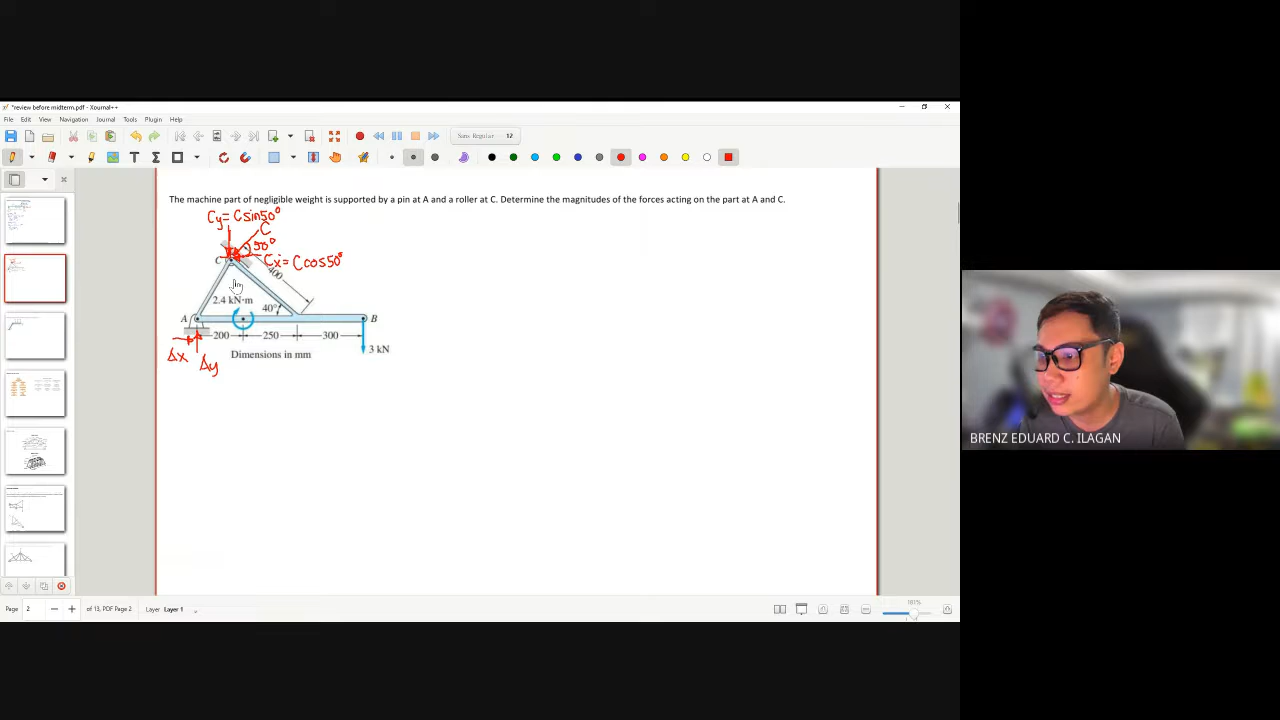 *review before midterm.pdf - Xournal++
File Edit View Navigation Journal Tools Plugin Help
Sans Regular 12
The machine part of negligible weight is supported by a pin at A and a roller at C. Determine the magnitudes of the forces acting on the part at A and C.
Cy = C sin50°
C
50°
C
Cx = C cos50°
400
2.4 kN·m
40°
A
B
200 250 300
3 kN
Ax
Ay
Dimensions in mm
BRENZ EDUARD C. ILAGAN
Page 2 of 13, PDF Page 2 Layer Layer 1
181%